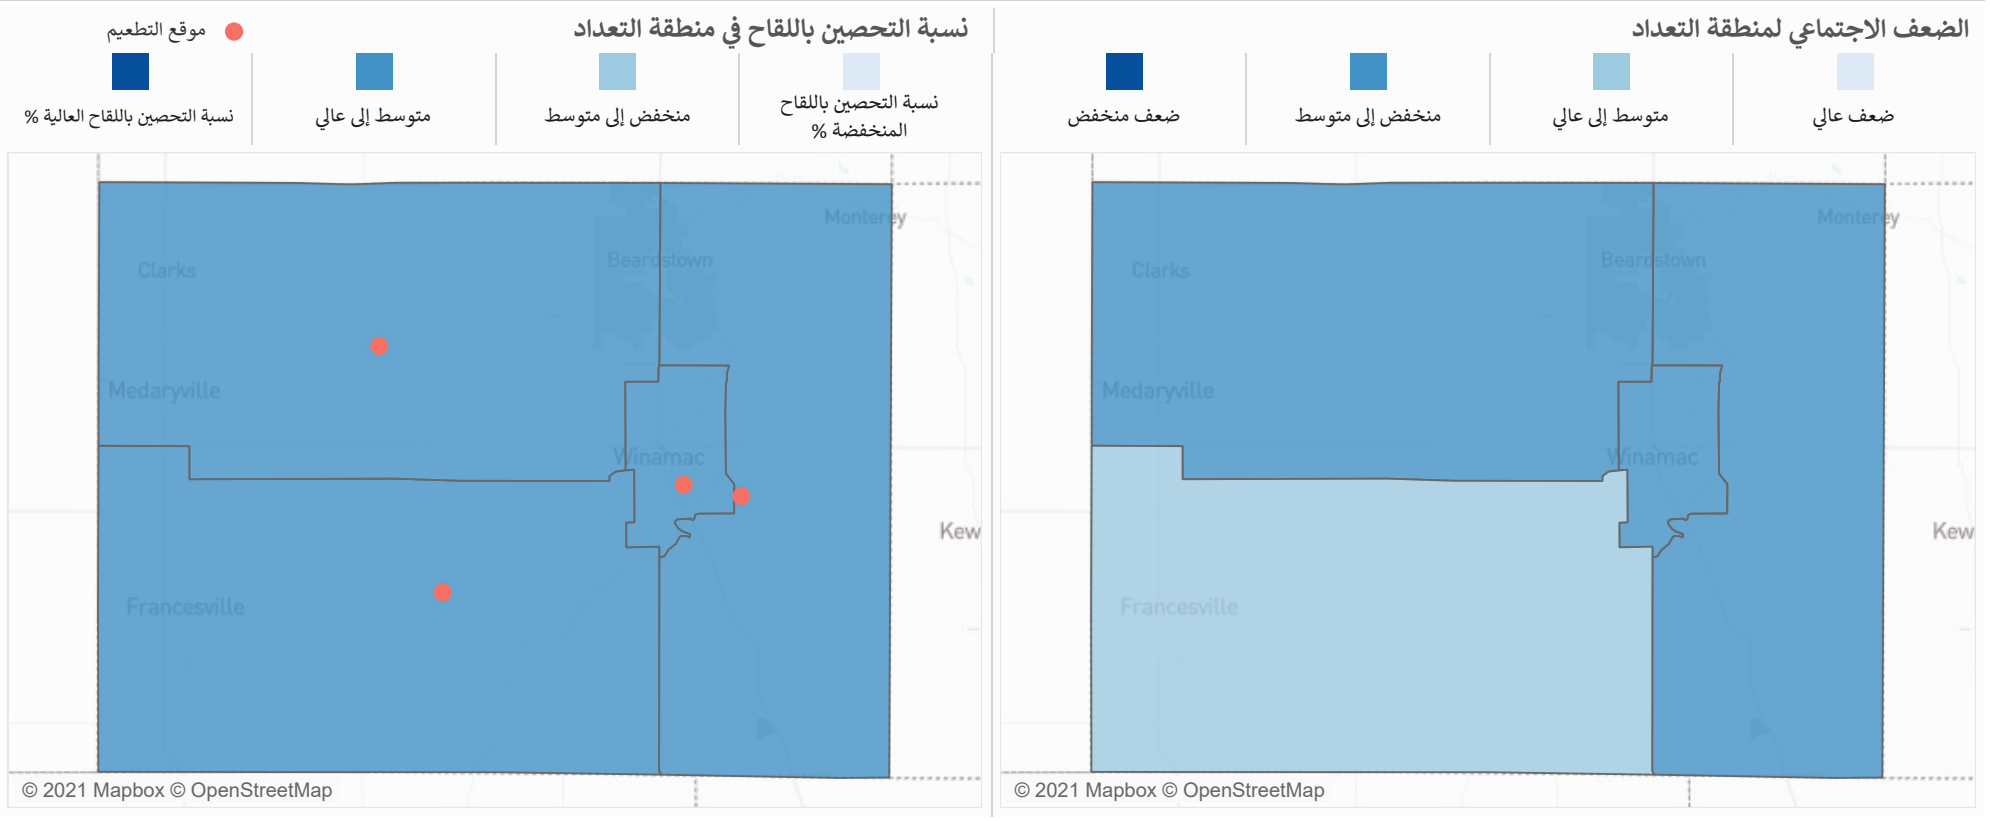 الضعف الاجتماعي لمنطقة التعداد
ضعف عالي
متوسط إلى عالي
منخفض إلى متوسط
ضعف منخفض
Monterey
Beardstown
Clarks
Medaryville
Winamac
Kew
Francesville
© 2021 Mapbox © OpenStreetMap
نسبة التحصين باللقاح في منطقة التعداد
موقع التطعيم
نسبة التحصين باللقاح
المنخفضة %
منخفض إلى متوسط
متوسط إلى عالي
نسبة التحصين باللقاح العالية %
Monterey
Beardstown
Clarks
Medaryville
Winamac
Kew
Francesville
© 2021 Mapbox © OpenStreetMap